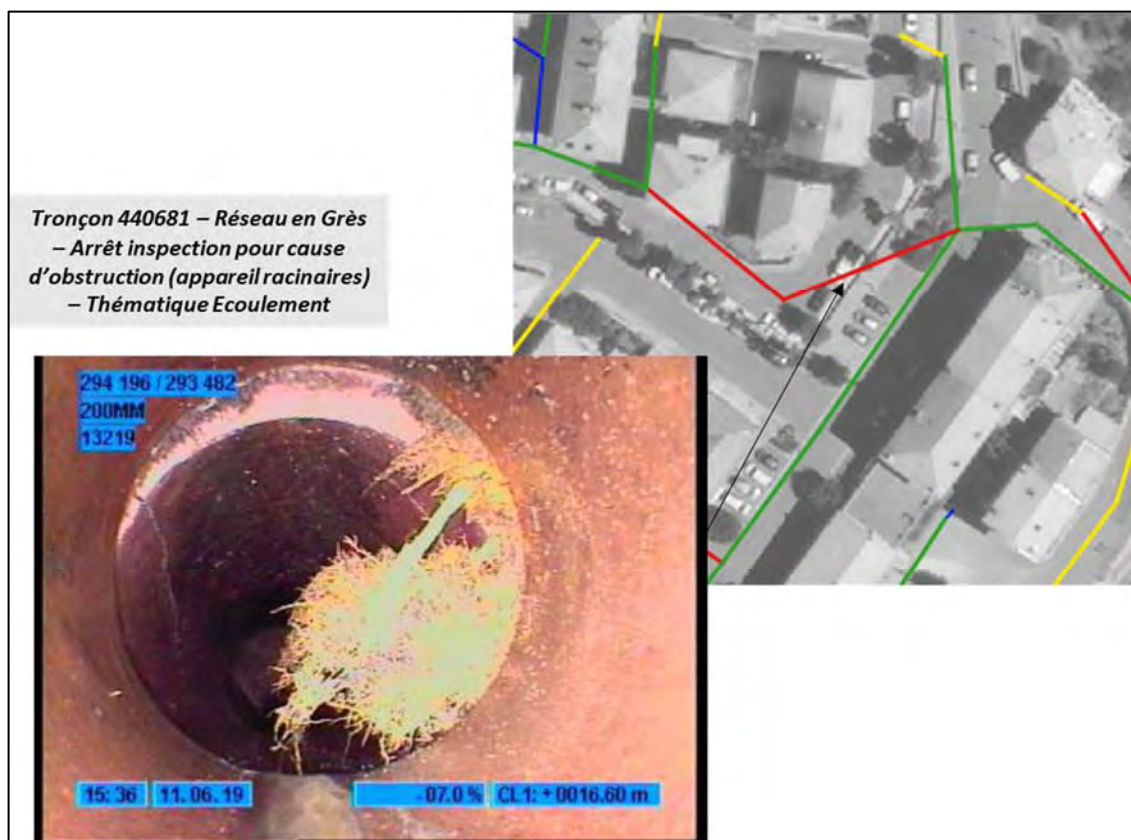 Tronçon 440681 – Réseau en Grès
– Arrêt inspection pour cause
d’obstruction (appareil racinaires)
– Thématique Ecoulement
294 196 / 293 482
200MM
13219
15: 36 11. 06. 19 -07.0 % CL1: +0016.60 m